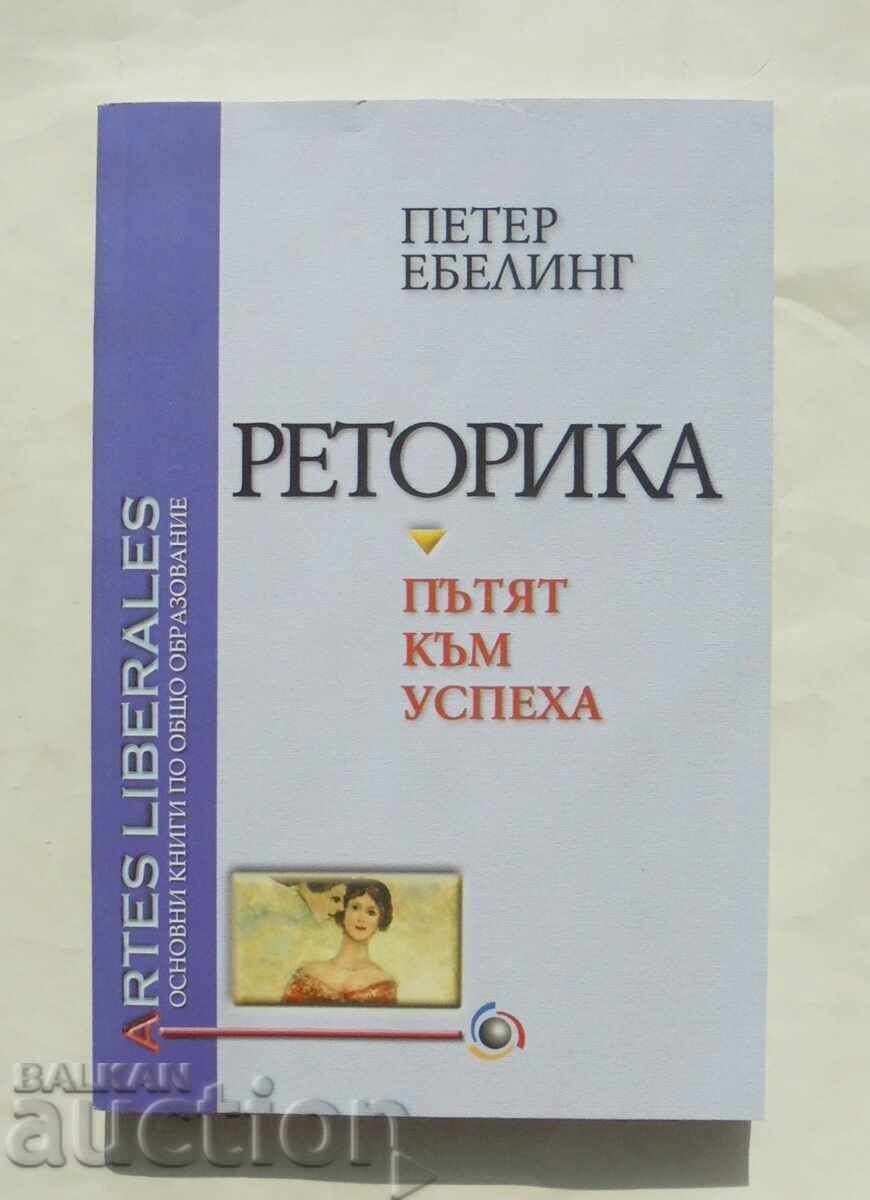 ПЕТЕР
ЕБЕЛИНГ
РЕТОРИКА
ПЪТЯТ
КЪМ
УСПЕХА
ARTES LIBERALES
ОСНОВНИ КНИГИ ПО ОБЩО ОБРАЗОВАНИЕ
BALKAN
auction